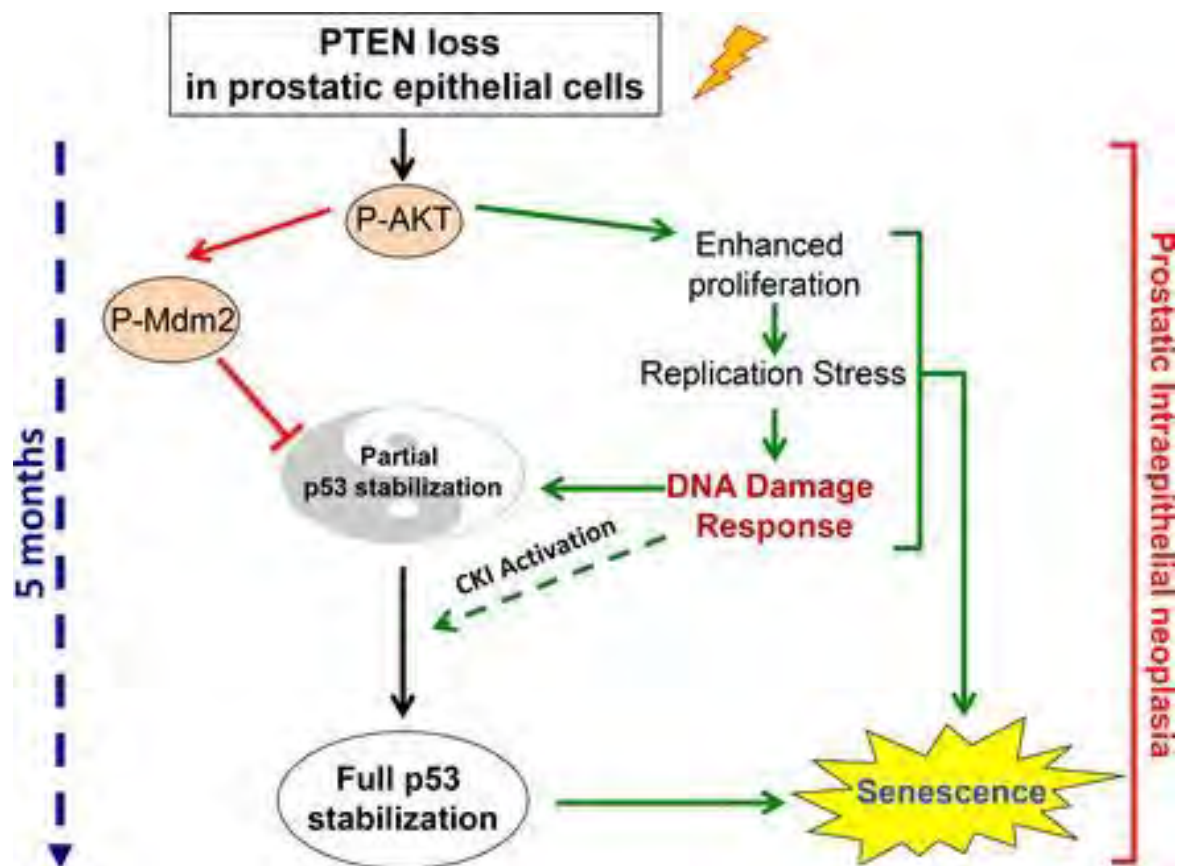 PTEN loss
in prostatic epithelial cells
P-AKT
P-Mdm2
Enhanced
proliferation
Replication Stress
Partial
p53 stabilization
DNA Damage
Response
CKI Activation
Full p53
stabilization
Senescence
5 months
Prostatic Intraepithelial neoplasia